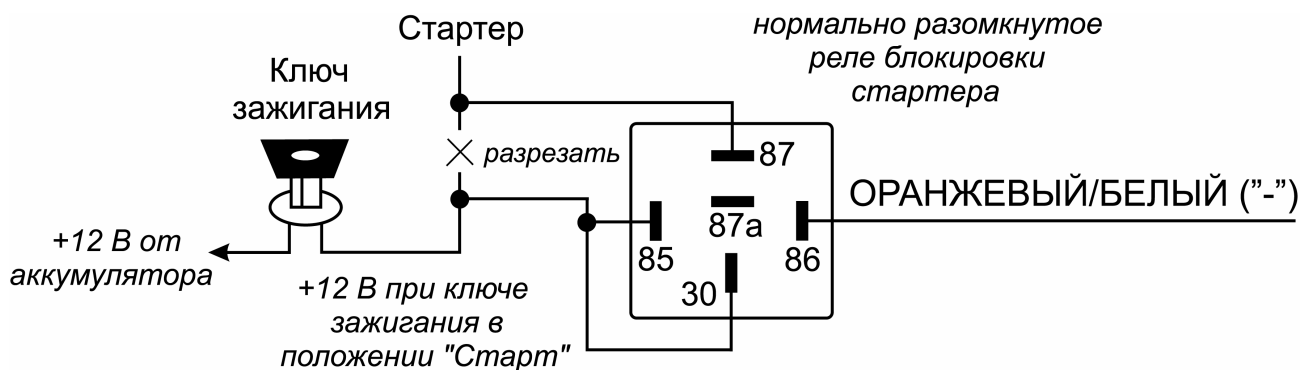 Стартер
нормально разомкнутое
реле блокировки
стартера
Ключ
зажигания
разрезать
87
87a
85
86
30
ОРАНЖЕВЫЙ/БЕЛЫЙ (”-”)
+12 В от
аккумулятора
+12 В при ключе
зажигания в
положении "Старт"